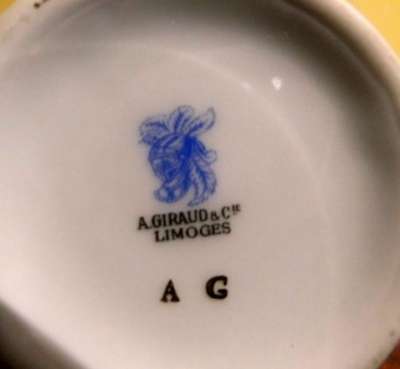 A.GIRAUD & Cie
LIMOGES
A G